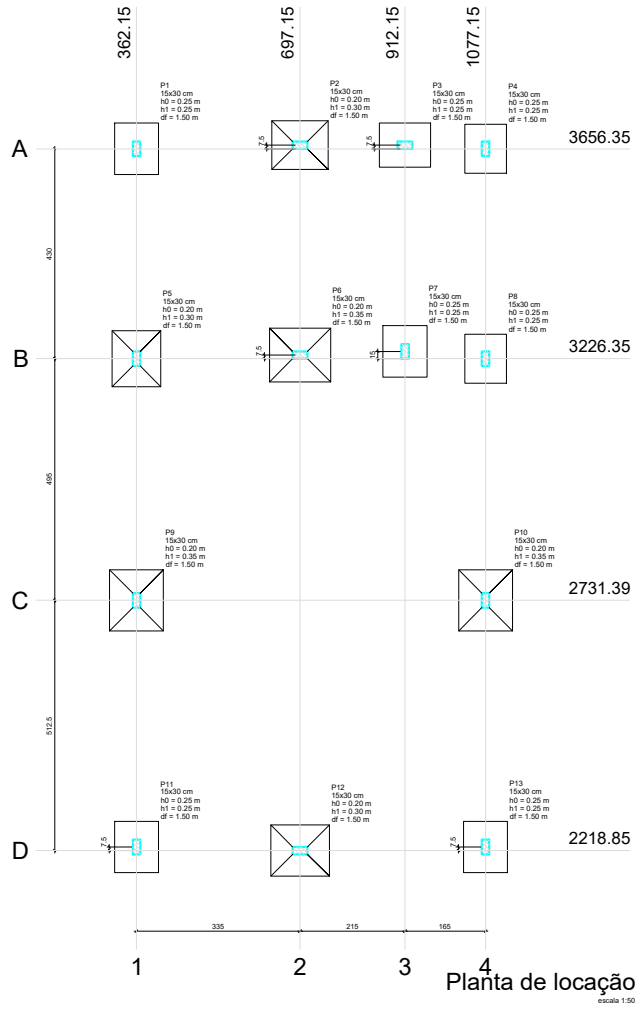 362.15
697.15
912.15
1077.15
P1
15x30 cm
h0 = 0.25 m
h1 = 0.25 m
df = 1.50 m
P2
15x30 cm
h0 = 0.20 m
h1 = 0.30 m
df = 1.50 m
P3
15x30 cm
h0 = 0.25 m
h1 = 0.25 m
df = 1.50 m
P4
15x30 cm
h0 = 0.25 m
h1 = 0.25 m
df = 1.50 m
A
7.5
7.5
3656.35
430
P5
15x30 cm
h0 = 0.20 m
h1 = 0.30 m
df = 1.50 m
P6
15x30 cm
h0 = 0.20 m
h1 = 0.35 m
df = 1.50 m
P7
15x30 cm
h0 = 0.25 m
h1 = 0.25 m
df = 1.50 m
P8
15x30 cm
h0 = 0.25 m
h1 = 0.25 m
df = 1.50 m
B
7.5
15
3226.35
495
P9
15x30 cm
h0 = 0.20 m
h1 = 0.35 m
df = 1.50 m
P10
15x30 cm
h0 = 0.20 m
h1 = 0.35 m
df = 1.50 m
C
2731.39
512.5
P11
15x30 cm
h0 = 0.25 m
h1 = 0.25 m
df = 1.50 m
P12
15x30 cm
h0 = 0.20 m
h1 = 0.30 m
df = 1.50 m
P13
15x30 cm
h0 = 0.25 m
h1 = 0.25 m
df = 1.50 m
D
7.5
7.5
2218.85
335
215
165
1
2
3
4
Planta de locação
escala 1:50